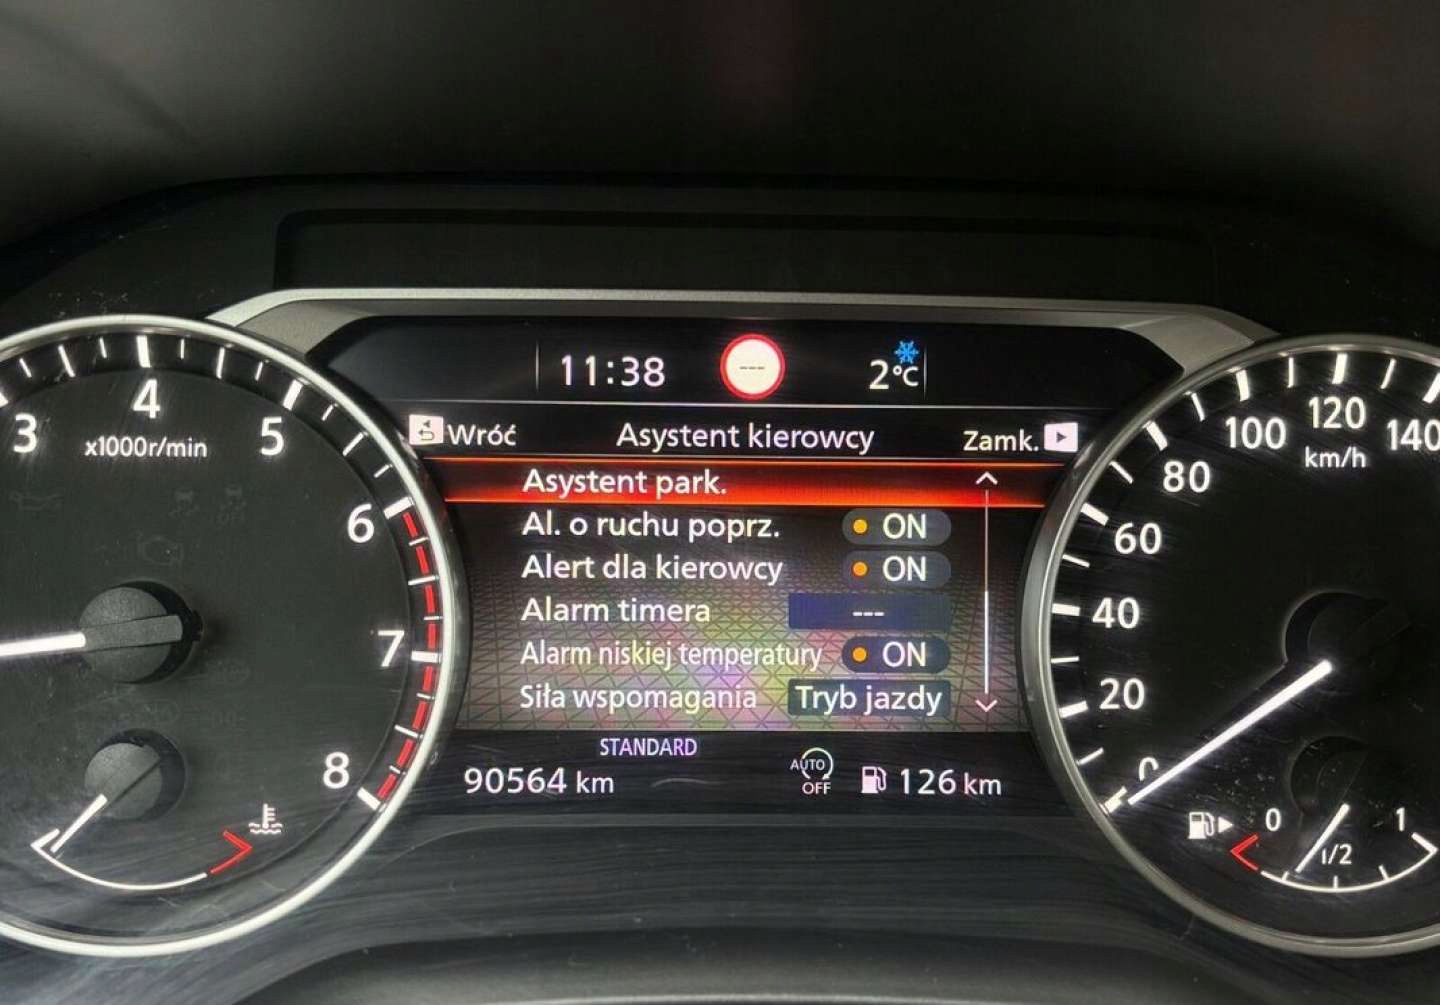 11:38
---
2°C
Wróć
Asystent kierowcy
Zamk.
Asystent park.
Al. o ruchu poprz. ON
Alert dla kierowcy ON
Alarm timera ---
Alarm niskiej temperatury ON
Siła wspomagania Tryb jazdy
STANDARD
90564 km
AUTO
OFF
126 km
3
4
5
6
7
8
x1000r/min
0
20
40
60
80
100
120
140
km/h
0
1/2
1